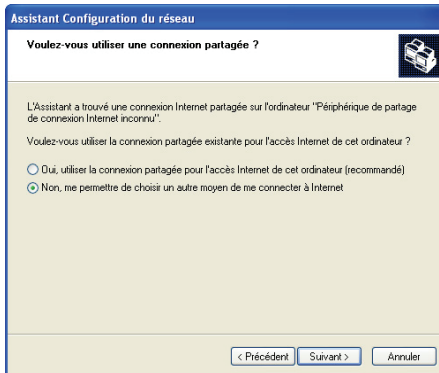 Assistant Configuration du réseau
Voulez-vous utiliser une connexion partagée ?
L'Assistant a trouvé une connexion Internet partagée sur l'ordinateur "Périphérique de partage
de connexion Internet inconnu".
Voulez-vous utiliser la connexion partagée existante pour l'accès Internet de cet ordinateur ?
Oui, utiliser la connexion partagée pour l'accès Internet de cet ordinateur (recommandé)
Non, me permettre de choisir un autre moyen de me connecter à Internet
< Précédent
Suivant >
Annuler